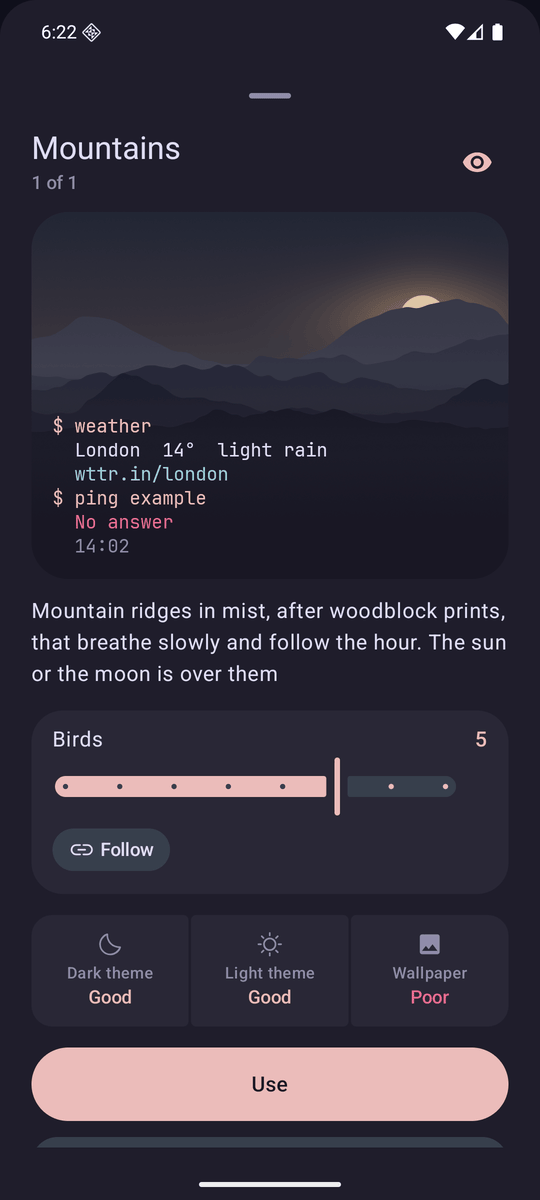 6:22
Mountains
1 of 1
$ weather
London 14° light rain
wttr.in/london
$ ping example
No answer
14:02
Mountain ridges in mist, after woodblock prints,
that breathe slowly and follow the hour. The sun
or the moon is over them
Birds 5
Follow
Dark theme Light theme Wallpaper
Good Good Poor
Use